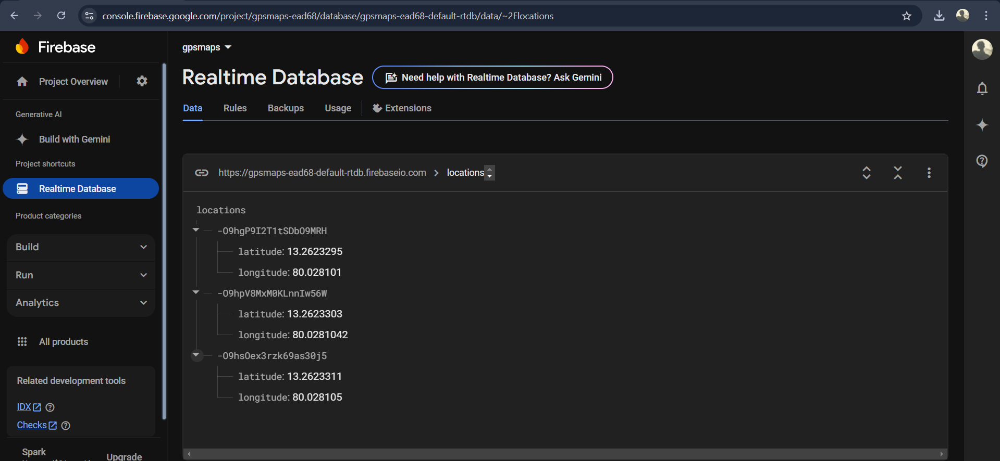 console.firebase.google.com/project/gpsmaps-ead68/database/gpsmaps-ead68-default-rtdb/data/~2Flocations
Firebase
Project Overview
Generative AI
Build with Gemini
Project shortcuts
Realtime Database
Product categories
Build
Run
Analytics
All products
Related development tools
IDX
Checks
Spark
Upgrade
gpsmaps
Realtime Database
Need help with Realtime Database? Ask Gemini
Data Rules Backups Usage Extensions
https://gpsmaps-ead68-default-rtdb.firebaseio.com > locations
locations
-O9hgP9I2T1tSDbO9MRH
latitude: 13.2623295
longitude: 80.028101
-O9hpV8MxM0KLnnIw56W
latitude: 13.2623303
longitude: 80.0281042
-O9hsOex3rzk69as30j5
latitude: 13.2623311
longitude: 80.028105